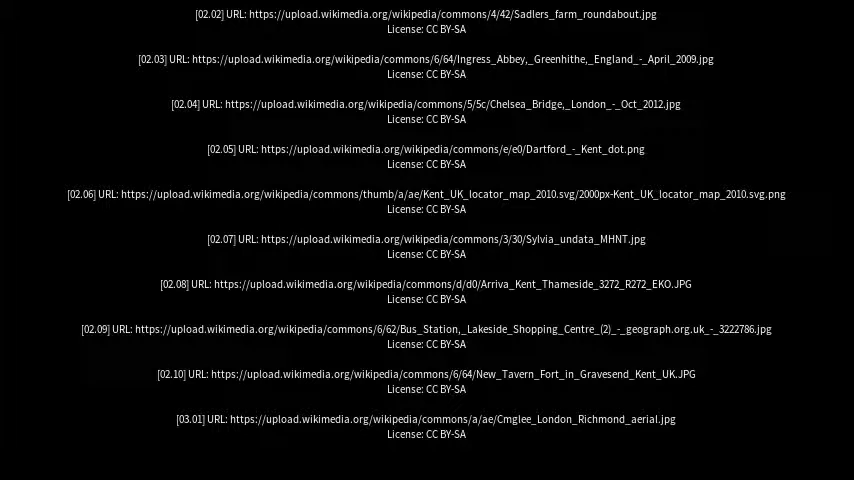 [02.02] URL: https://upload.wikimedia.org/wikipedia/commons/4/42/Sadlers_farm_roundabout.jpg
License: CC BY-SA
[02.03] URL: https://upload.wikimedia.org/wikipedia/commons/6/64/Ingress_Abbey,_Greenhithe,_England_-_April_2009.jpg
License: CC BY-SA
[02.04] URL: https://upload.wikimedia.org/wikipedia/commons/5/5c/Chelsea_Bridge,_London_-_Oct_2012.jpg
License: CC BY-SA
[02.05] URL: https://upload.wikimedia.org/wikipedia/commons/e/e0/Dartford_-_Kent_dot.png
License: CC BY-SA
[02.06] URL: https://upload.wikimedia.org/wikipedia/commons/thumb/a/ae/Kent_UK_locator_map_2010.svg/2000px-Kent_UK_locator_map_2010.svg.png
License: CC BY-SA
[02.07] URL: https://upload.wikimedia.org/wikipedia/commons/3/30/Sylvia_undata_MHNT.jpg
License: CC BY-SA
[02.08] URL: https://upload.wikimedia.org/wikipedia/commons/d/d0/Arriva_Kent_Thameside_3272_R272_EKO.JPG
License: CC BY-SA
[02.09] URL: https://upload.wikimedia.org/wikipedia/commons/6/62/Bus_Station,_Lakeside_Shopping_Centre_(2)_-_geograph.org.uk_-_3222786.jpg
License: CC BY-SA
[02.10] URL: https://upload.wikimedia.org/wikipedia/commons/6/64/New_Tavern_Fort_in_Gravesend_Kent_UK.JPG
License: CC BY-SA
[03.01] URL: https://upload.wikimedia.org/wikipedia/commons/a/ae/Cmglee_London_Richmond_aerial.jpg
License: CC BY-SA